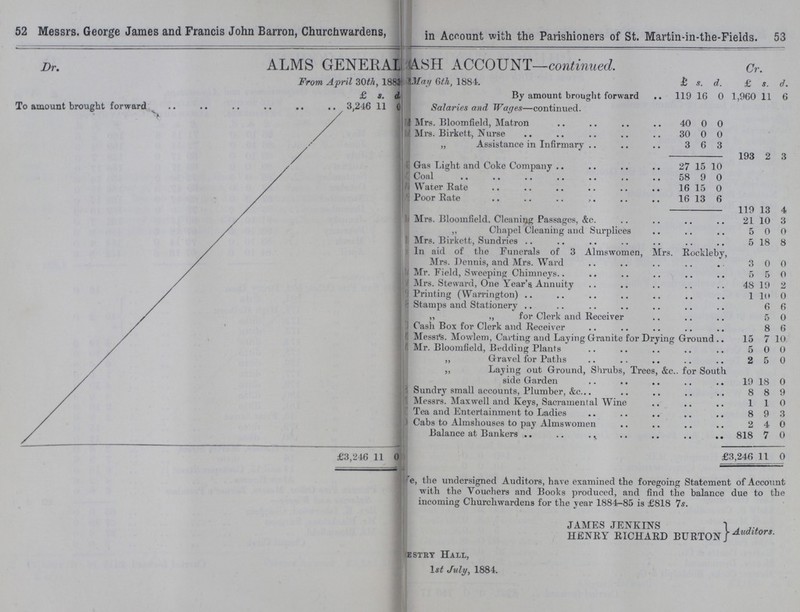 52 Messrs. George James and Francis John Barron, Churchwardens,
Dr.
ALMS GENERAL
From April 30th, 188
£ s. d.
To amount brought forward .. .. .. .. .. .. 3,246 11 0
£3,246 11 0
in Account with the Parishioners of St. Martin-in-the-Fields. 53
ASH ACCOUNT—continued.
Cr.
May 6th, 1884.
£ s. d. £ s. d.
By amount brought forward .. 119 16 0 1,960 11 6
Salaries and Wages—continued.
Mrs. Bloomfield, Matron .. .. .. .. .. 40 0 0
Mrs. Birkett, Nurse .. .. .. .. .. .. 30 0 0
„ Assistance in Infirmary .. .. .. 3 6 3
193 2 3
Gas Light and Coke Company .. .. .. .. .. 27 15 10
Coal .. .. .. .. .. .. .. .. 58 9 0
Water Rate .. .. .. .. .. .. .. 16 15 0
Poor Rate .. .. .. .. .. .. .. 16 13 6
119 13 4
Mrs. Bloomfield, Cleaning Passages, &c. .. .. .. .. 21 10 3
„ Chapel Cleaning and Surplices .. .. .. 5 0 0
Mrs. Birkett, Sundries .. .. .. .. .. .. .. 5 18 8
In aid of the Funerals of 3 Almswomen, Mrs. Rockleby,
Mrs. Dennis, and Mrs. Ward .. .. .. .. .. 3 0 0
Mr. Field, Sweeping Chimneys.. .. .. .. .. .. 5 5 0
Mrs. Steward, One Year's Annuity .. .. .. .. .. 48 19 2
Printing (Warrington) .. .. .. .. .. .. .. 1 10 0
Stamps and Stationery .. .. .. .. .. .. .. 6 6
„ „ for Clerk and Receiver .. .. .. 5 0
Cash Box for Clerk and Receiver .. .. .. .. .. 8 6
Messrs. Mowlem, Carting and Laying Granite for Drying Ground .. 15 7 10
Mr. Bloomfield, Bedding Plants .. .. .. .. .. 5 0 0
„ Gravel for Paths .. .. .. .. .. 2 5 0
„ Laying out Ground, Shrubs, Trees, &c.. for South
side Garden .. .. .. .. .. 19 18 0
Sundry small accounts, Plumber, &c... .. .. .. .. 8 8 9
Messrs. Maxwell and Keys, Sacramental Wine .. .. .. 1 1 0
Tea and Entertainment to Ladies .. .. .. .. .. 8 9 3
Cabs to Almshouses to pay Almswomen .. .. .. .. 2 4 0
Balance at Bankers .. .. .. .. .. .. .. 818 7 0
£3,246 11 0
e, the undersigned Auditors, have examined the foregoing Statement of Account
with the Vouchers and Books produced, and find the balance due to the
incoming Churchwardens for the year 1884-85 is £818 7s.
JAMES JENKINS
HENRY RICHARD BURTON } Auditors.
ESTRY HALL,
1st July, 1884.